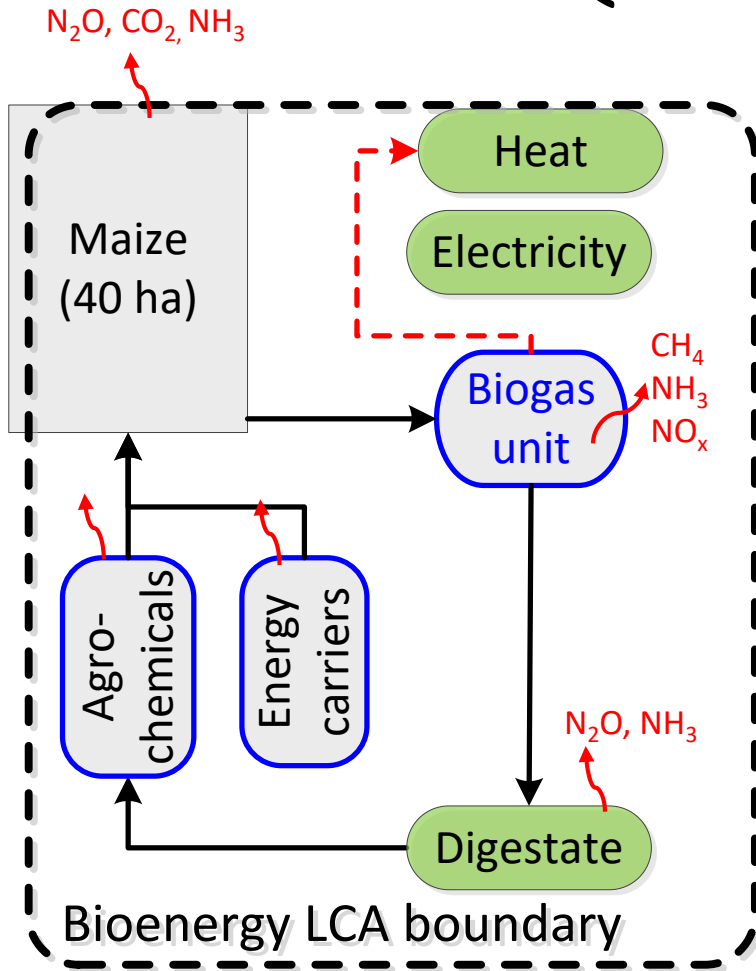 N₂O, CO₂, NH₃
Heat
Maize
(40 ha)
Electricity
CH₄
NH₃
NOₓ
Biogas
unit
Agro-
chemicals
Energy
carriers
N₂O, NH₃
Digestate
Bioenergy LCA boundary